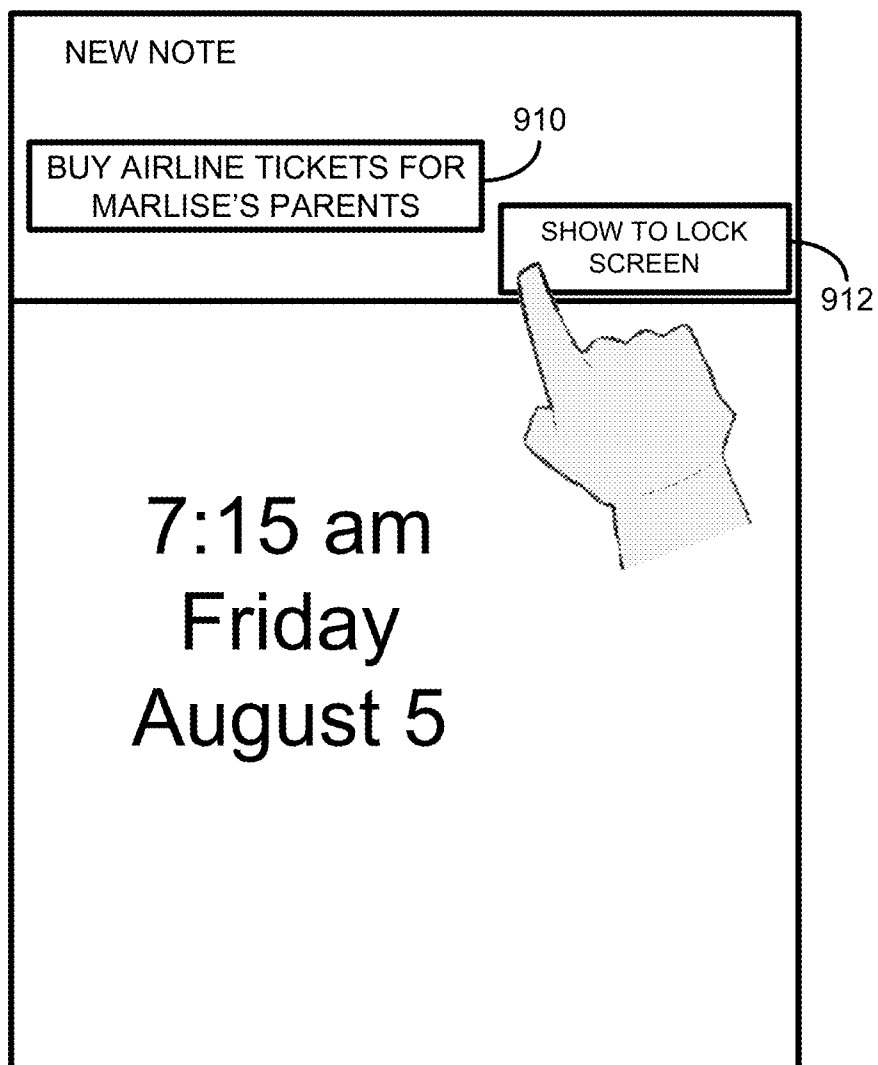 NEW NOTE
910
BUY AIRLINE TICKETS FOR
MARLISE'S PARENTS
SHOW TO LOCK
SCREEN
912
7:15 am
Friday
August 5